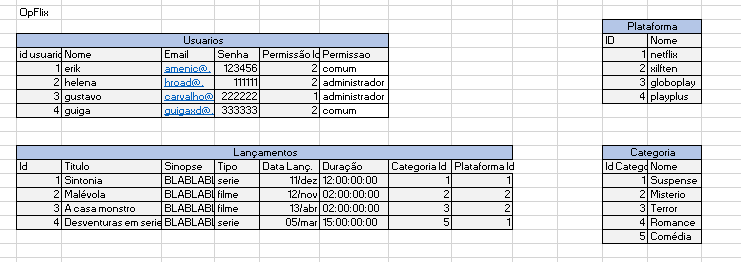 OpFlix
Plataforma
ID Nome
1 netflix
2 xilften
3 globoplay
4 playplus
Usuarios
id usuario Nome Email Senha Permissão Id Permissao
1 erik amenic@. 123456 2 comum
2 helena hroad@. 111111 2 administrador
3 gustavo carvalho@ 222222 1 administrador
4 guiga guigaxd@. 333333 2 comum
Lançamentos
Id Titulo Sinopse Tipo Data Lanç. Duração Categoria Id Plataforma Id
1 Sintonia BLABLABL serie 11/dez 12:00:00:00 1 1
2 Malévola BLABLABL filme 12/nov 02:00:00:00 2 2
3 A casa monstro BLABLABL filme 13/abr 02:00:00:00 3 2
4 Desventuras em serie BLABLABL serie 05/mar 15:00:00:00 5 1
Categoria
Id Catego Nome
1 Suspense
2 Misterio
3 Terror
4 Romance
5 Comédia